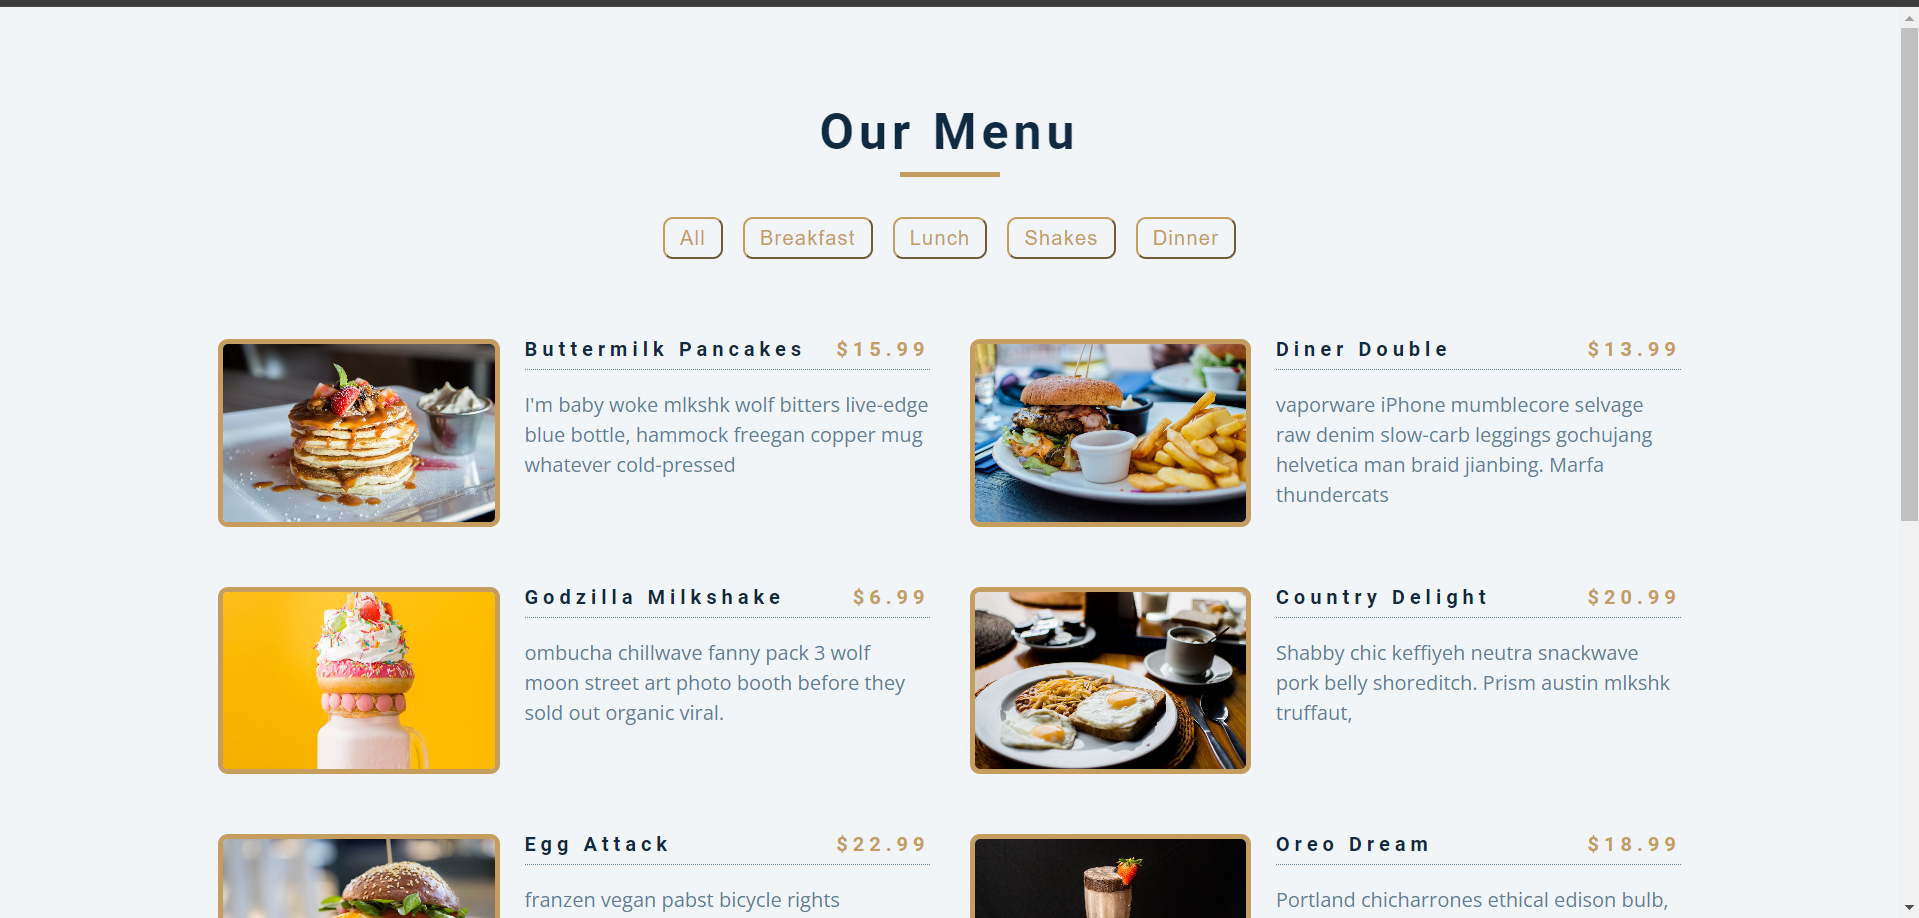 Our Menu
All
Breakfast
Lunch
Shakes
Dinner
Buttermilk Pancakes
$15.99
I'm baby woke mlkshk wolf bitters live-edge
blue bottle, hammock freegan copper mug
whatever cold-pressed
Diner Double
$13.99
vaporware iPhone mumblecore selvage
raw denim slow-carb leggings gochujang
helvetica man braid jianbing. Marfa
thundercats
Godzilla Milkshake
$6.99
ombucha chillwave fanny pack 3 wolf
moon street art photo booth before they
sold out organic viral.
Country Delight
$20.99
Shabby chic keffiyeh neutra snackwave
pork belly shoreditch. Prism austin mlkshk
truffaut,
Egg Attack
$22.99
franzen vegan pabst bicycle rights
Oreo Dream
$18.99
Portland chicharrones ethical edison bulb,